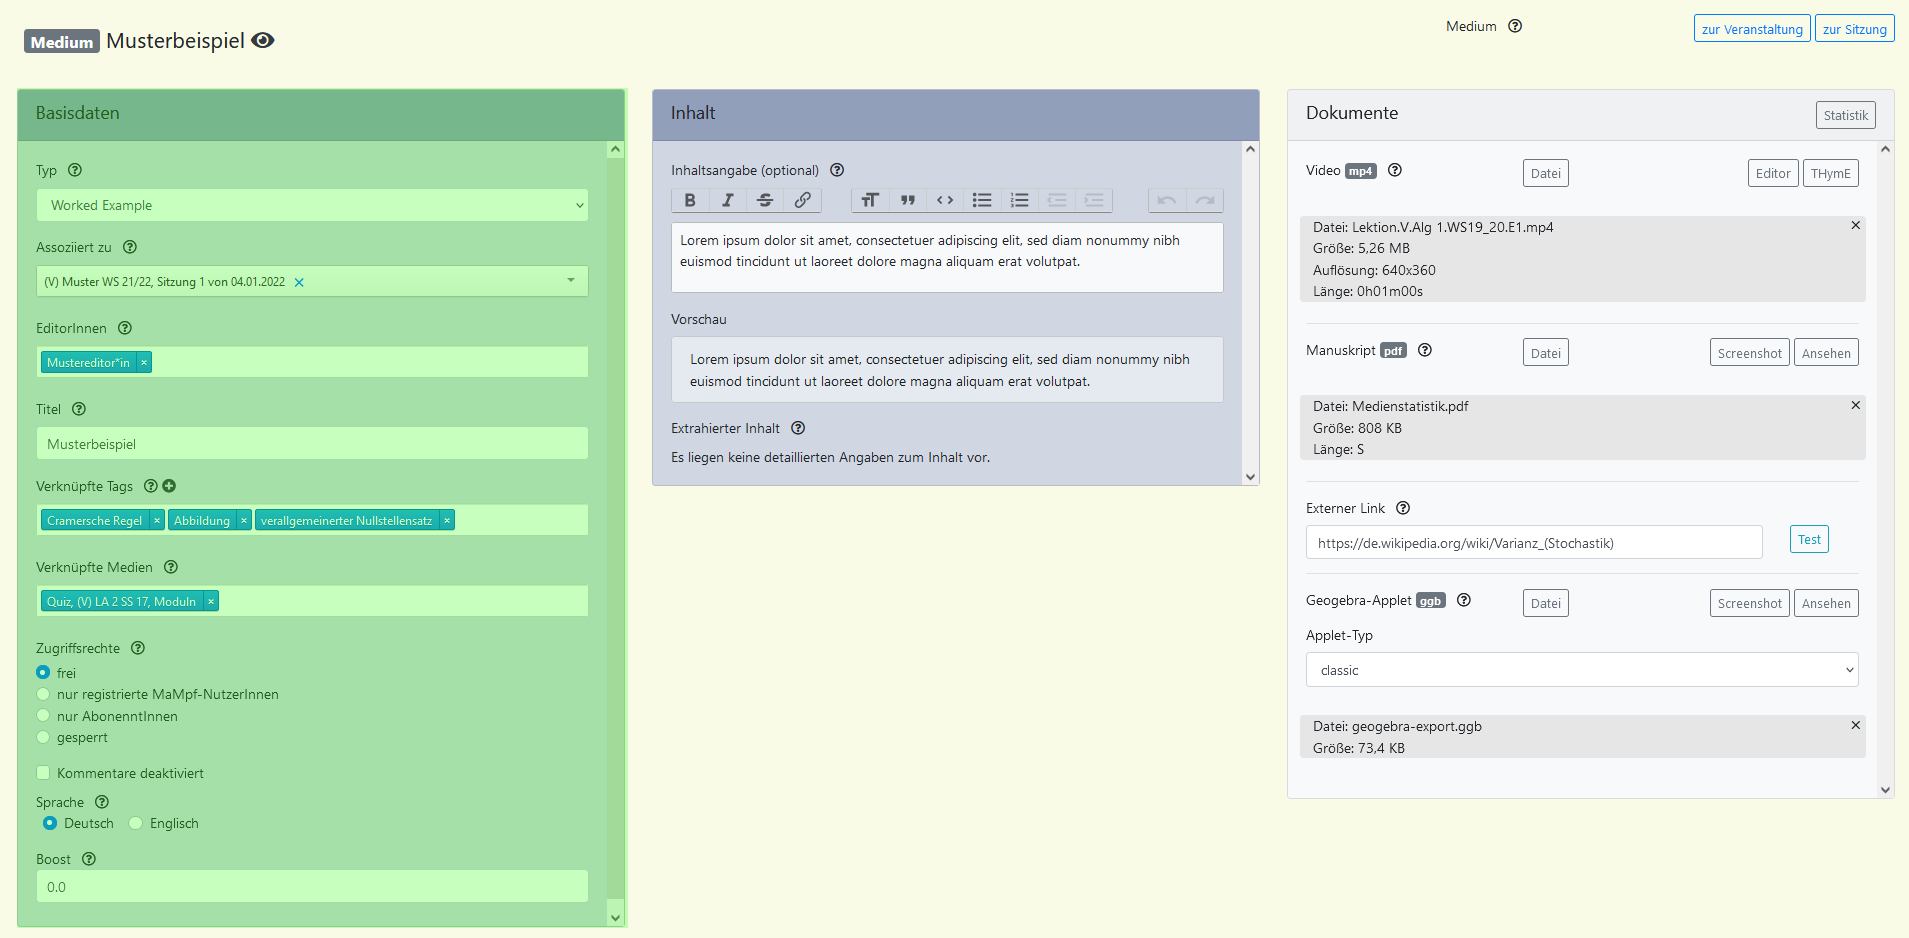 Medium Musterbeispiel
Medium
zur Veranstaltung
zur Sitzung
Basisdaten
Typ
Worked Example
Assoziiert zu
(V) Muster WS 21/22, Sitzung 1 von 04.01.2022 ×
EditorInnen
Mustereditor*in ×
Titel
Musterbeispiel
Verknüpfte Tags
Cramersche Regel × Abbildung × verallgemeinerter Nullstellensatz ×
Verknüpfte Medien
Quiz, (V) LA 2 SS 17, Moduln ×
Zugriffsrechte
frei
nur registrierte MaMpf-NutzerInnen
nur AbonenntInnen
gesperrt
Kommentare deaktiviert
Sprache
Deutsch Englisch
Boost
0.0
Inhalt
Inhaltsangabe (optional)
Lorem ipsum dolor sit amet, consectetuer adipiscing elit, sed diam nonummy nibh
euismod tincidunt ut laoreet dolore magna aliquam erat volutpat.
Vorschau
Lorem ipsum dolor sit amet, consectetuer adipiscing elit, sed diam nonummy nibh
euismod tincidunt ut laoreet dolore magna aliquam erat volutpat.
Extrahierter Inhalt
Es liegen keine detaillierten Angaben zum Inhalt vor.
Dokumente
Statistik
Video mp4 Datei Editor THymE
Datei: Lektion.V.Alg 1.WS19_20.E1.mp4
Größe: 5,26 MB
Auflösung: 640x360
Länge: 0h01m00s
Manuskript pdf Datei Screenshot Ansehen
Datei: Medienstatistik.pdf
Größe: 808 KB
Länge: S
Externer Link
https://de.wikipedia.org/wiki/Varianz_(Stochastik) Test
Geogebra-Applet ggb Datei Screenshot Ansehen
Applet-Typ
classic
Datei: geogebra-export.ggb
Größe: 73,4 KB